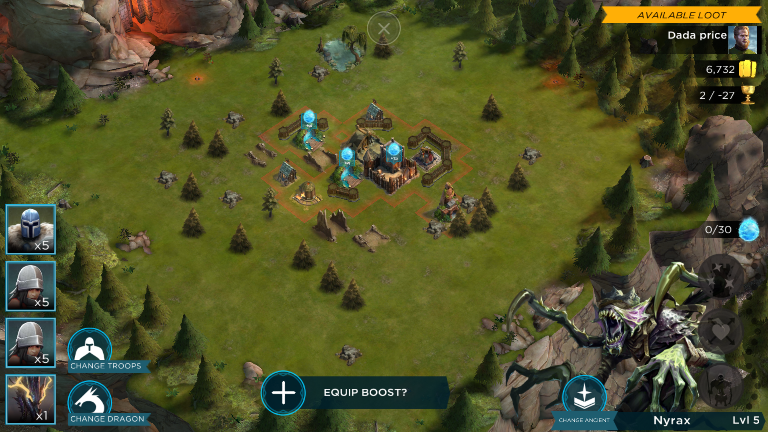 AVAILABLE LOOT
Dada price
6,732
2 / -27
0/30
x5
x5
x5
x1
CHANGE TROOPS
CHANGE DRAGON
EQUIP BOOST?
CHANGE ANCIENT
Nyrax
Lvl 5